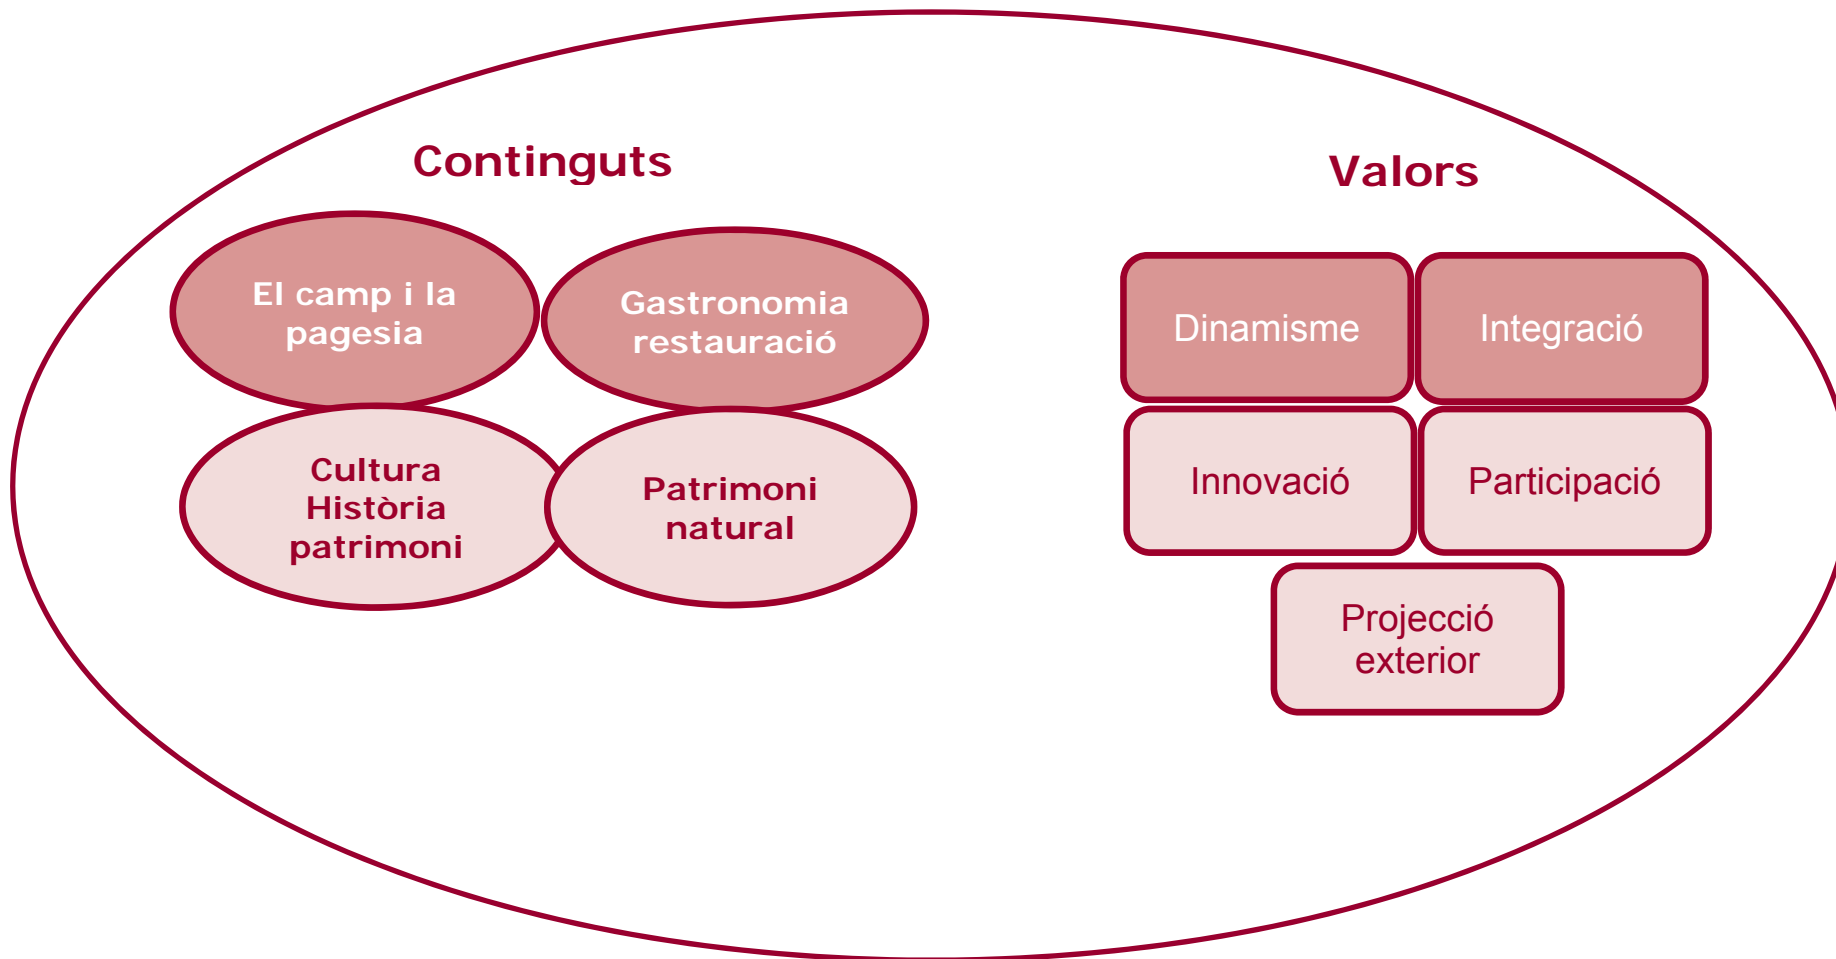 Continguts
El camp i la
pagesia
Gastronomia
restauració
Cultura
Història
patrimoni
Patrimoni
natural
Valors
Dinamisme
Integració
Innovació
Participació
Projecció
exterior